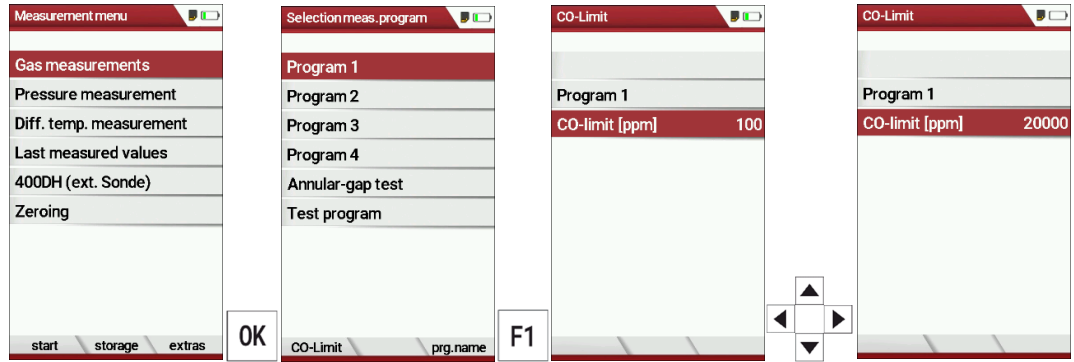 Measurement menu
Gas measurements
Pressure measurement
Diff. temp. measurement
Last measured values
400DH (ext. Sonde)
Zeroing
start storage extras
OK
Selection meas. program
Program 1
Program 2
Program 3
Program 4
Annular-gap test
Test program
CO-Limit prg.name
F1
CO-Limit
Program 1
CO-limit [ppm] 100
CO-Limit
Program 1
CO-limit [ppm] 20000